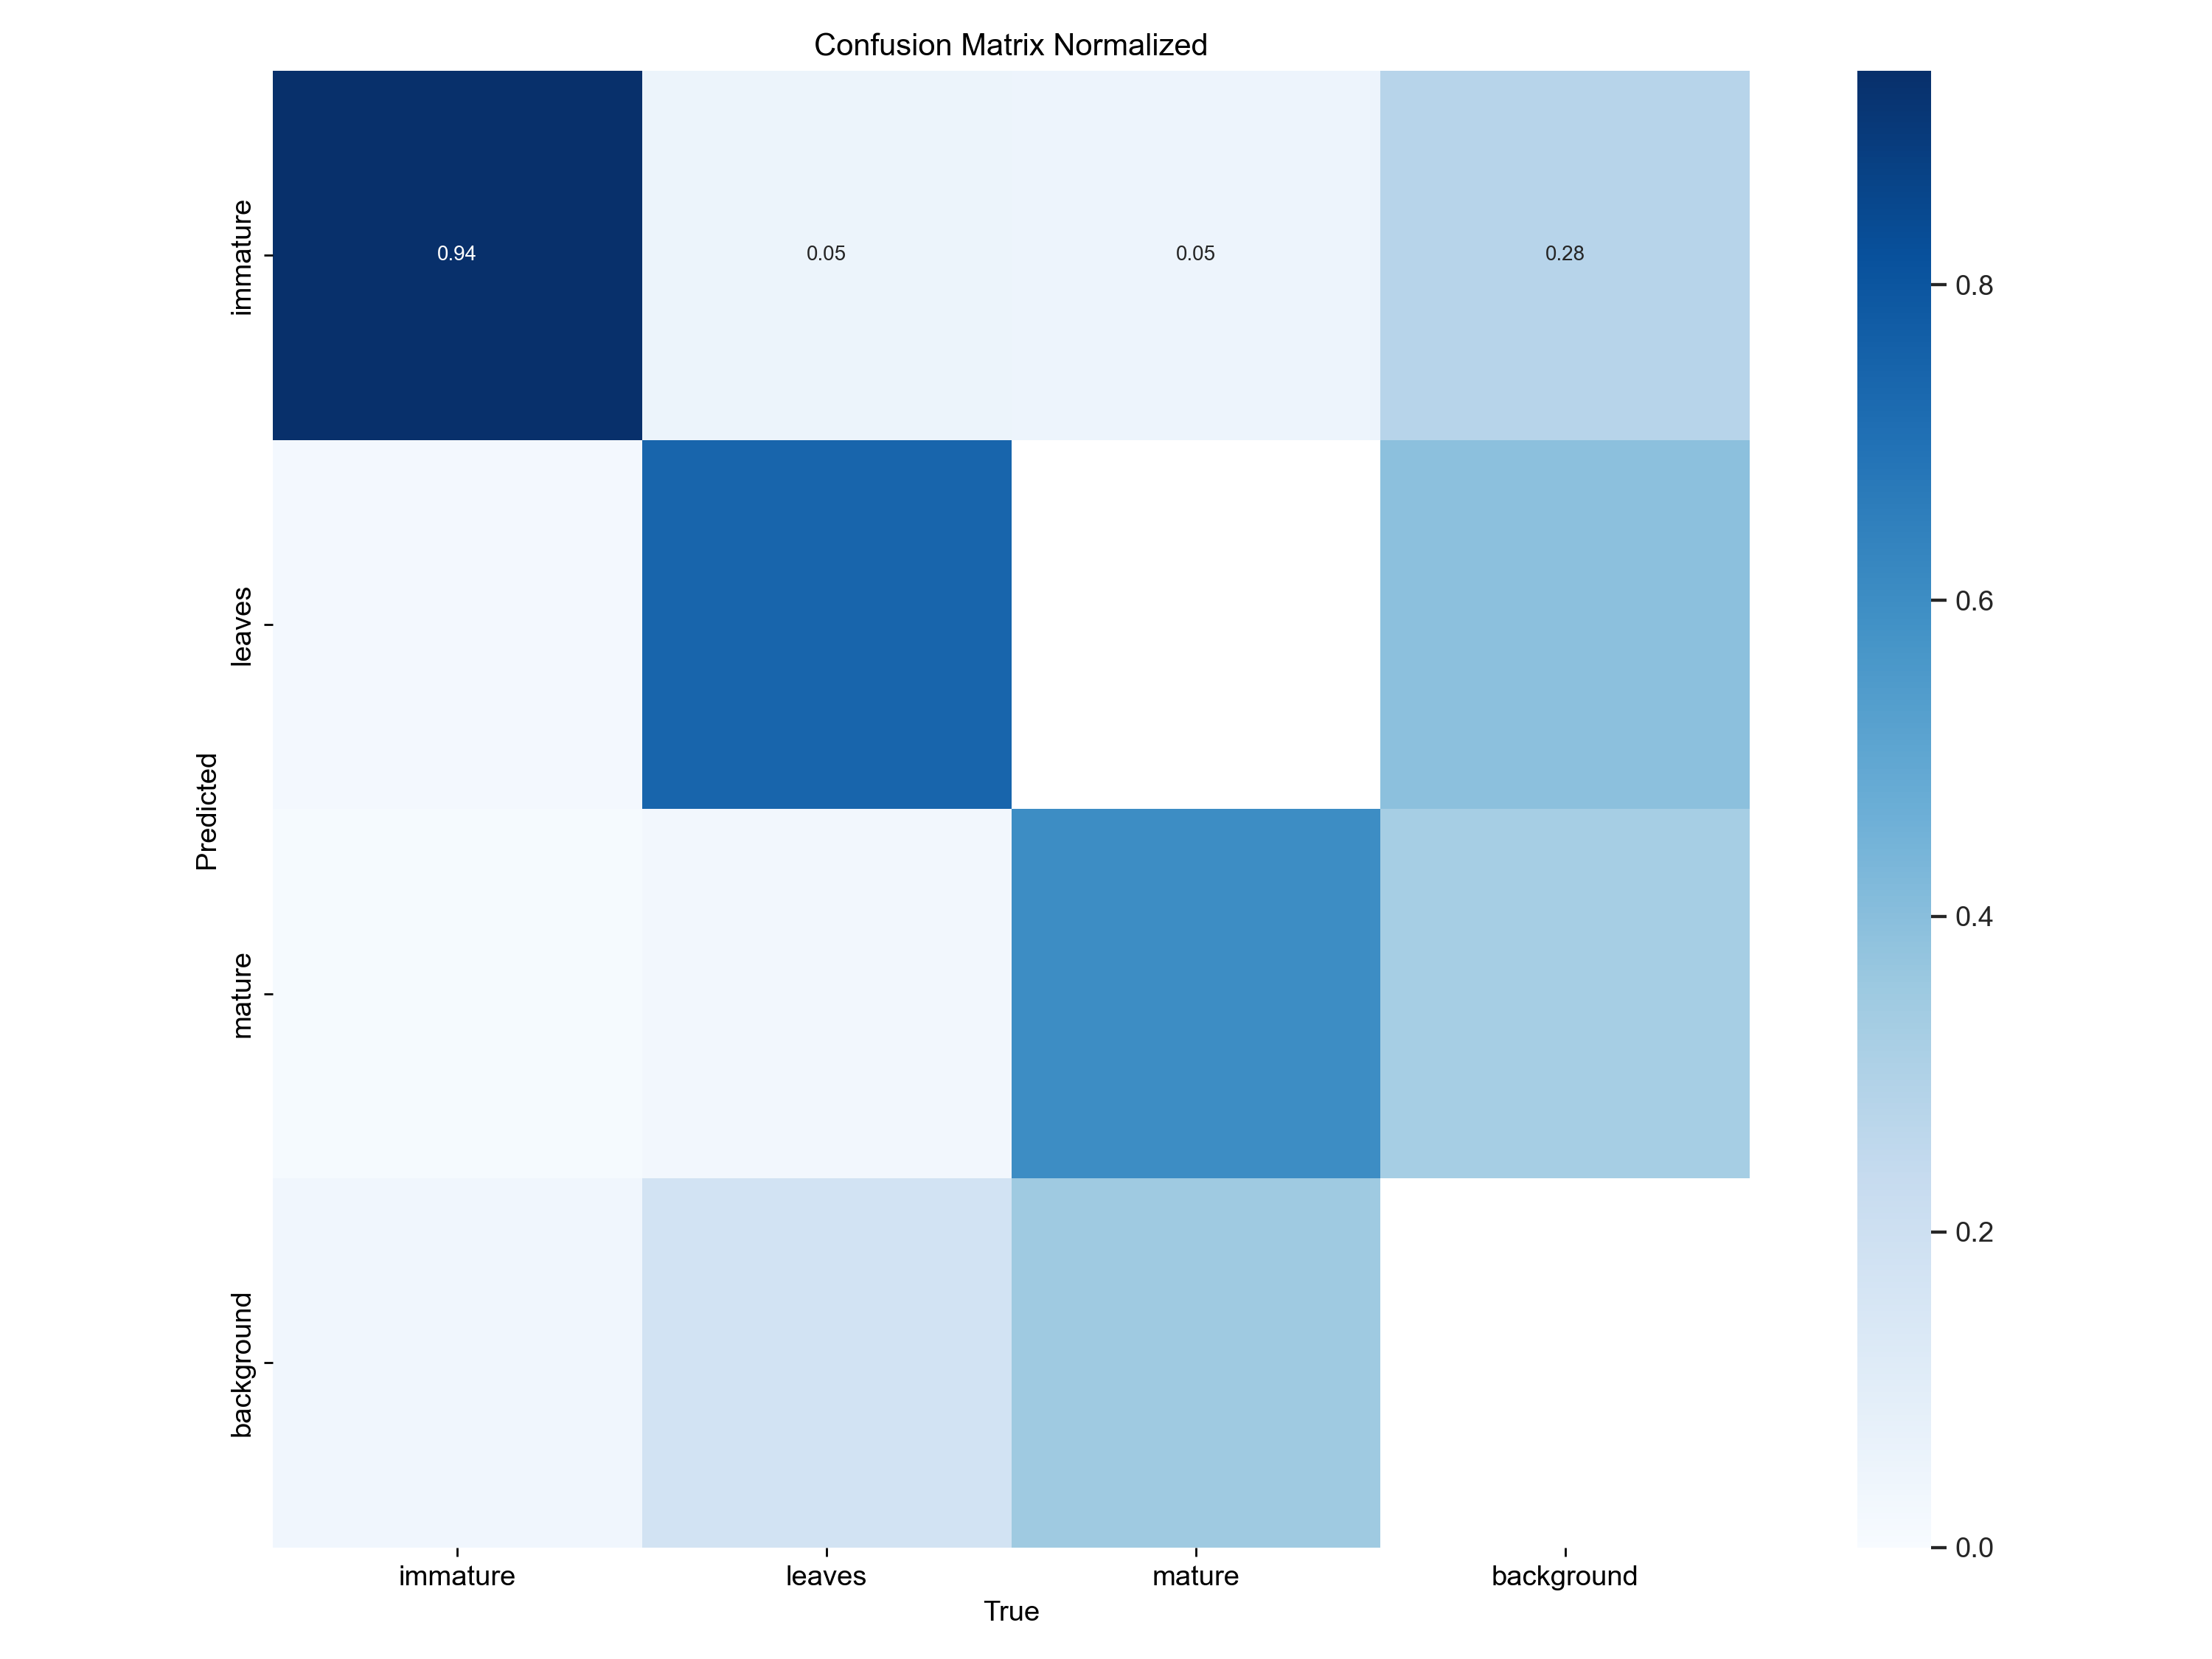 Confusion Matrix Normalized
immature
0.94
0.05
0.05
0.28
leaves
mature
background
Predicted
immature
leaves
mature
background
True
0.8
0.6
0.4
0.2
0.0